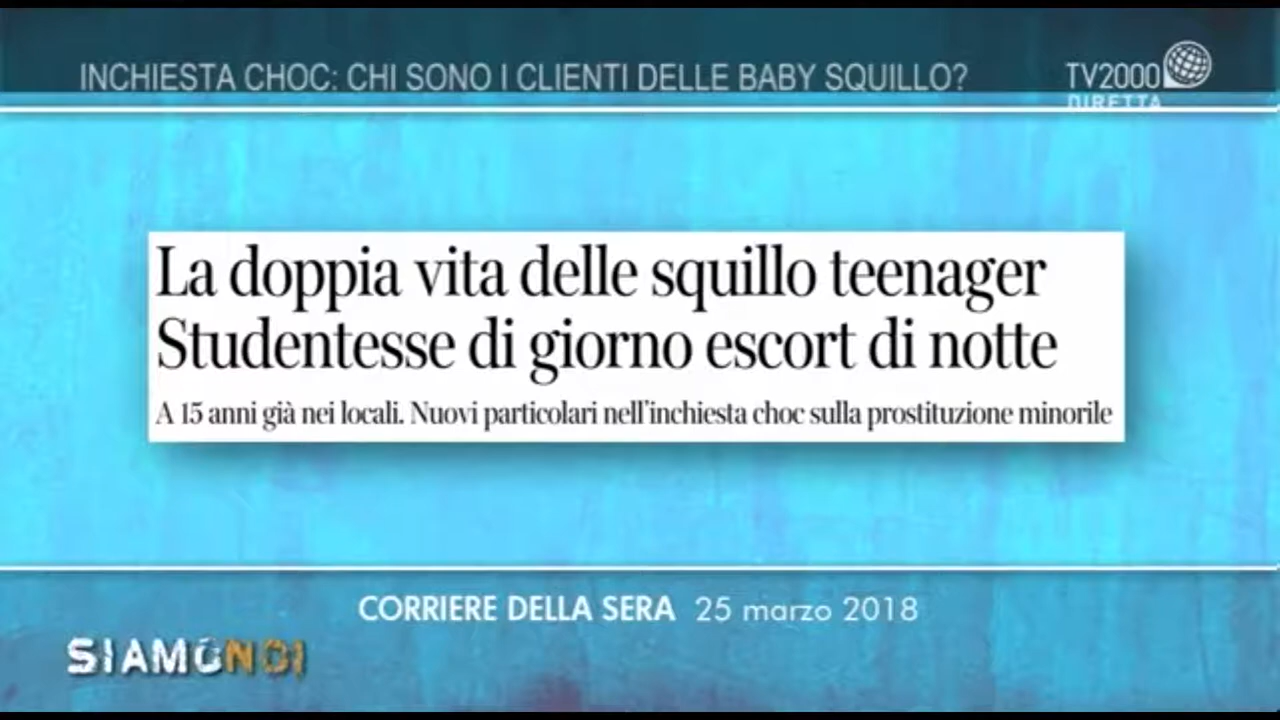 INCHIESTA CHOC: CHI SONO I CLIENTI DELLE BABY SQUILLO?
TV2000
DIRETTA
La doppia vita delle squillo teenager
Studentesse di giorno escort di notte
A 15 anni già nei locali. Nuovi particolari nell'inchiesta choc sulla prostituzione minorile
CORRIERE DELLA SERA 25 marzo 2018
SIAMONOI